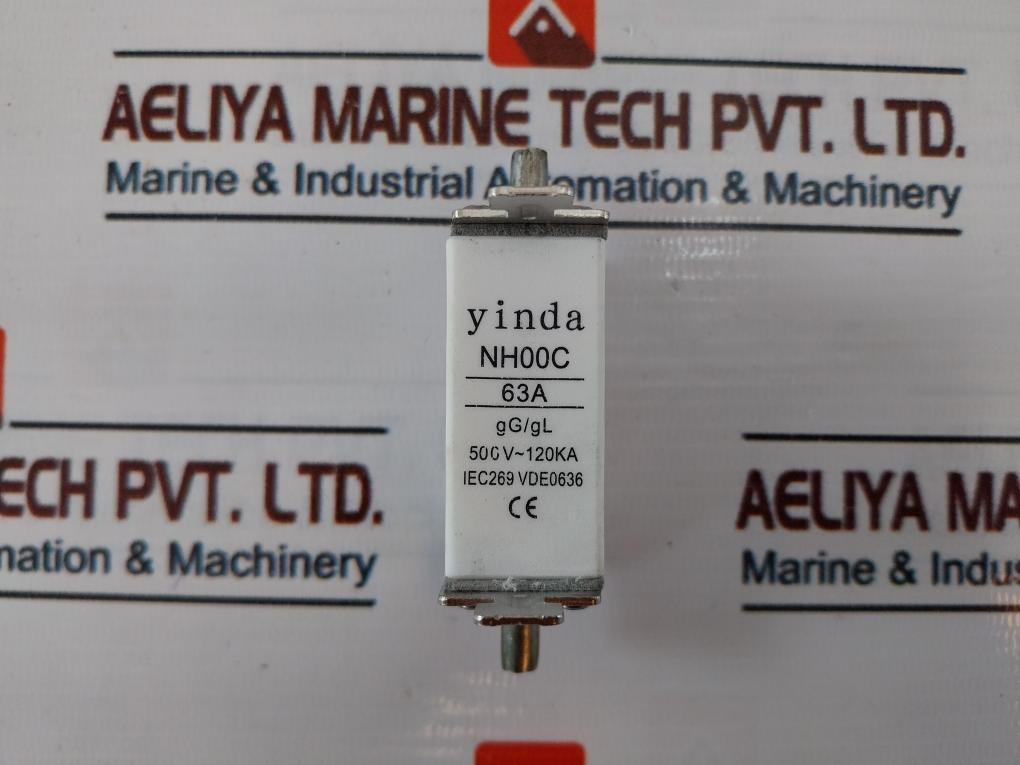 AELIYA MARINE TECH PVT. LTD.
Marine & Industrial Automation & Machinery
yinda
NH00C
63A
gG/gL
500V~120KA
IEC269 VDE0636
CE
ECH PVT. LTD.
mation & Machinery
AELIYA MA
Marine & Indus